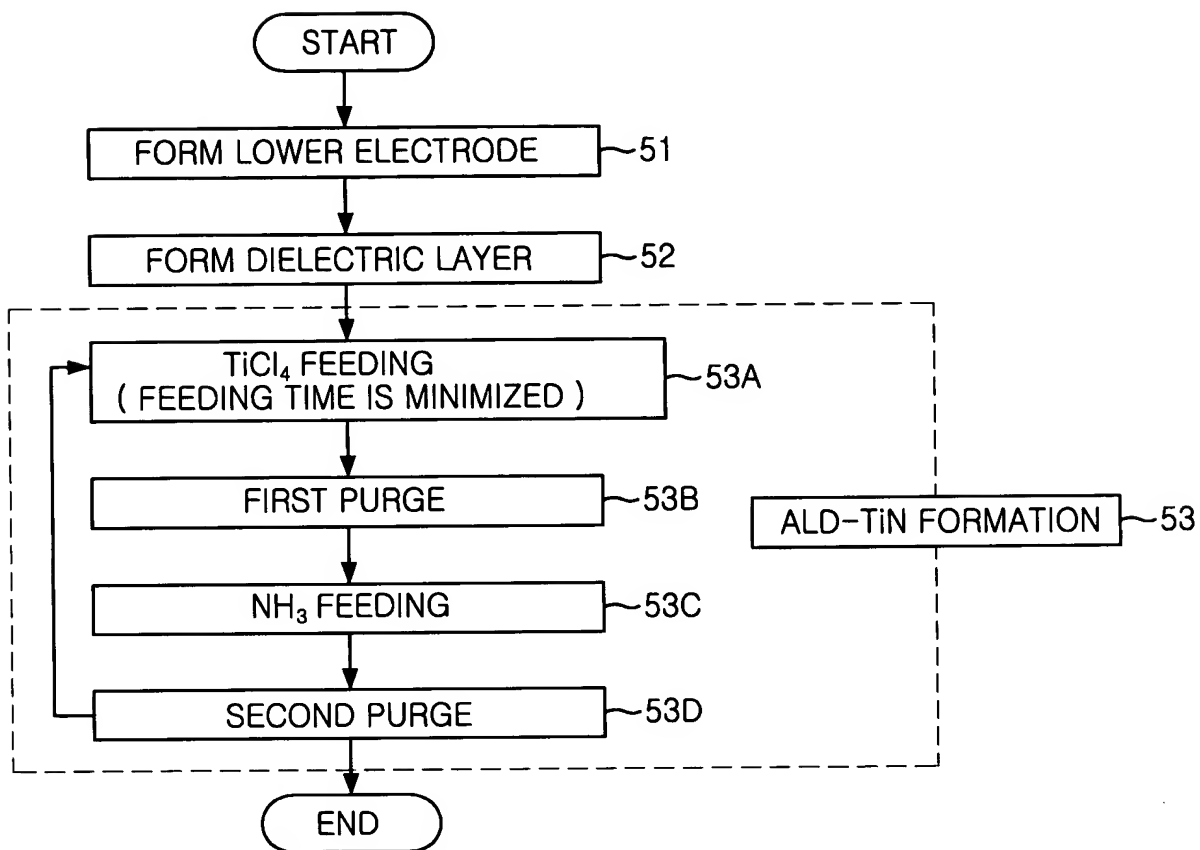 START
FORM LOWER ELECTRODE ~51
FORM DIELECTRIC LAYER ~52
TiCl₄ FEEDING
( FEEDING TIME IS MINIMIZED ) ~53A
FIRST PURGE ~53B
ALD-TiN FORMATION ~53
NH₃ FEEDING ~53C
SECOND PURGE ~53D
END